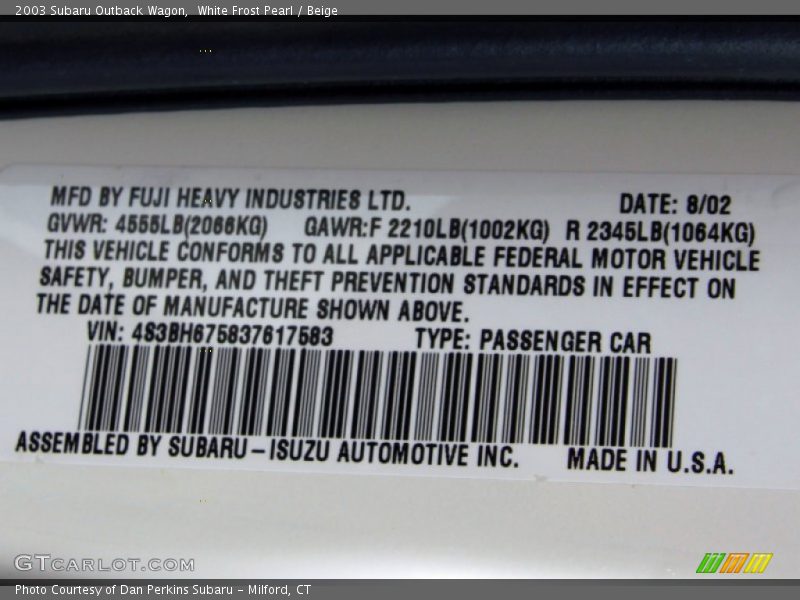 2003 Subaru Outback Wagon, White Frost Pearl / Beige
MFD BY FUJI HEAVY INDUSTRIES LTD. DATE: 8/02
GVWR: 4555LB(2066KG) GAWR:F 2210LB(1002KG) R 2345LB(1064KG)
THIS VEHICLE CONFORMS TO ALL APPLICABLE FEDERAL MOTOR VEHICLE
SAFETY, BUMPER, AND THEFT PREVENTION STANDARDS IN EFFECT ON
THE DATE OF MANUFACTURE SHOWN ABOVE.
VIN: 4S3BH675837617583 TYPE: PASSENGER CAR
ASSEMBLED BY SUBARU-ISUZU AUTOMOTIVE INC. MADE IN U.S.A.
GTCARLOT.COM
Photo Courtesy of Dan Perkins Subaru - Milford, CT